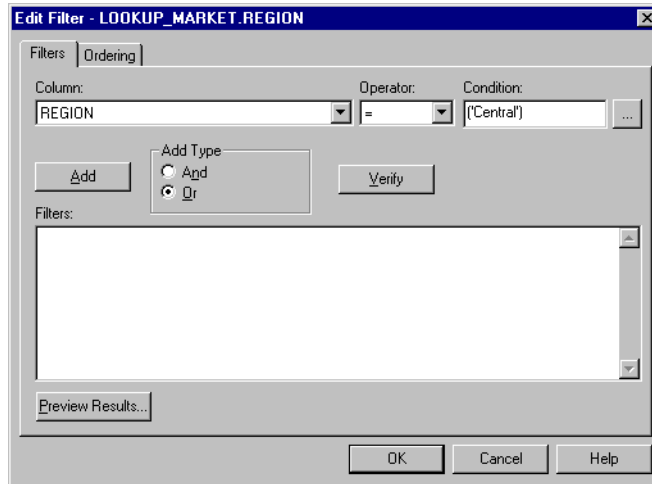 Edit Filter - LOOKUP_MARKET.REGION
Filters Ordering
Column: Operator: Condition:
REGION = ('Central') ...
Add Type
Add And Verify
Or
Filters:
Preview Results...
OK Cancel Help